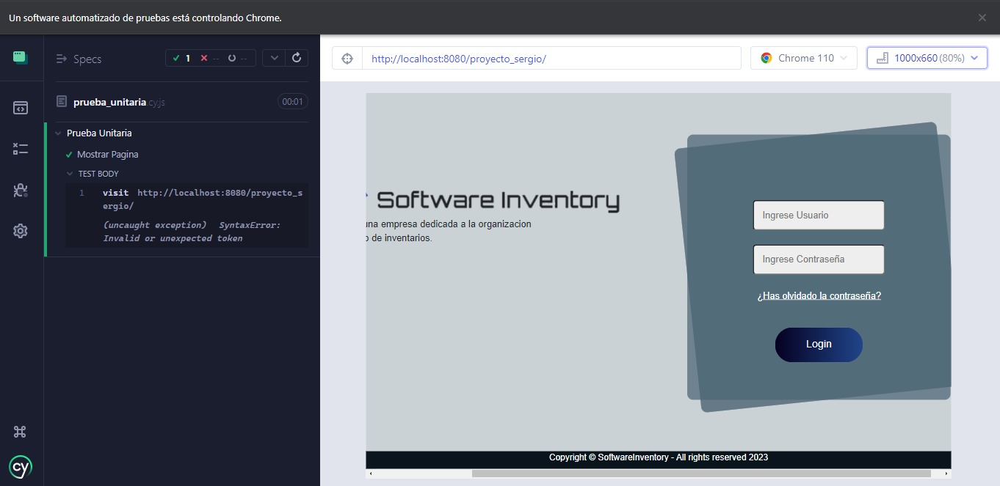 Un software automatizado de pruebas está controlando Chrome.
Specs
1 -- --
http://localhost:8080/proyecto_sergio/
Chrome 110
1000x660 (80%)
prueba_unitaria.cy.js
00:01
Prueba Unitaria
Mostrar Pagina
TEST BODY
1 visit http://localhost:8080/proyecto_s
ergio/
(uncaught exception) SyntaxError:
Invalid or unexpected token
Software Inventory
una empresa dedicada a la organizacion
de inventarios.
Ingrese Usuario
Ingrese Contraseña
¿Has olvidado la contraseña?
Login
Copyright © SoftwareInventory - All rights reserved 2023
cy